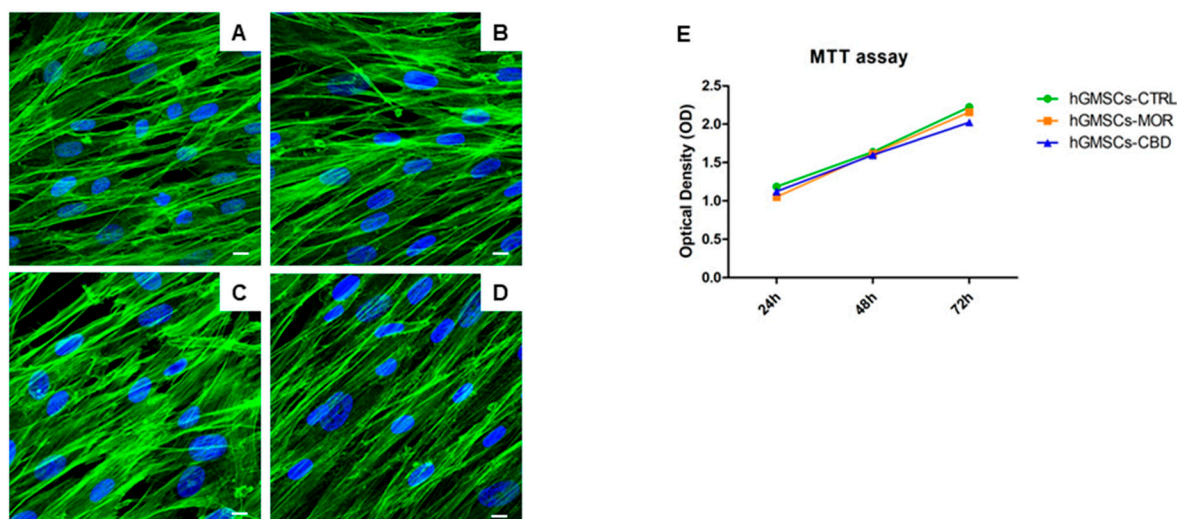 A
B
C
D
E
MTT assay
Optical Density (OD)
2.5
2.0
1.5
1.0
0.5
0.0
24h
48h
72h
hGMSCs-CTRL
hGMSCs-MOR
hGMSCs-CBD